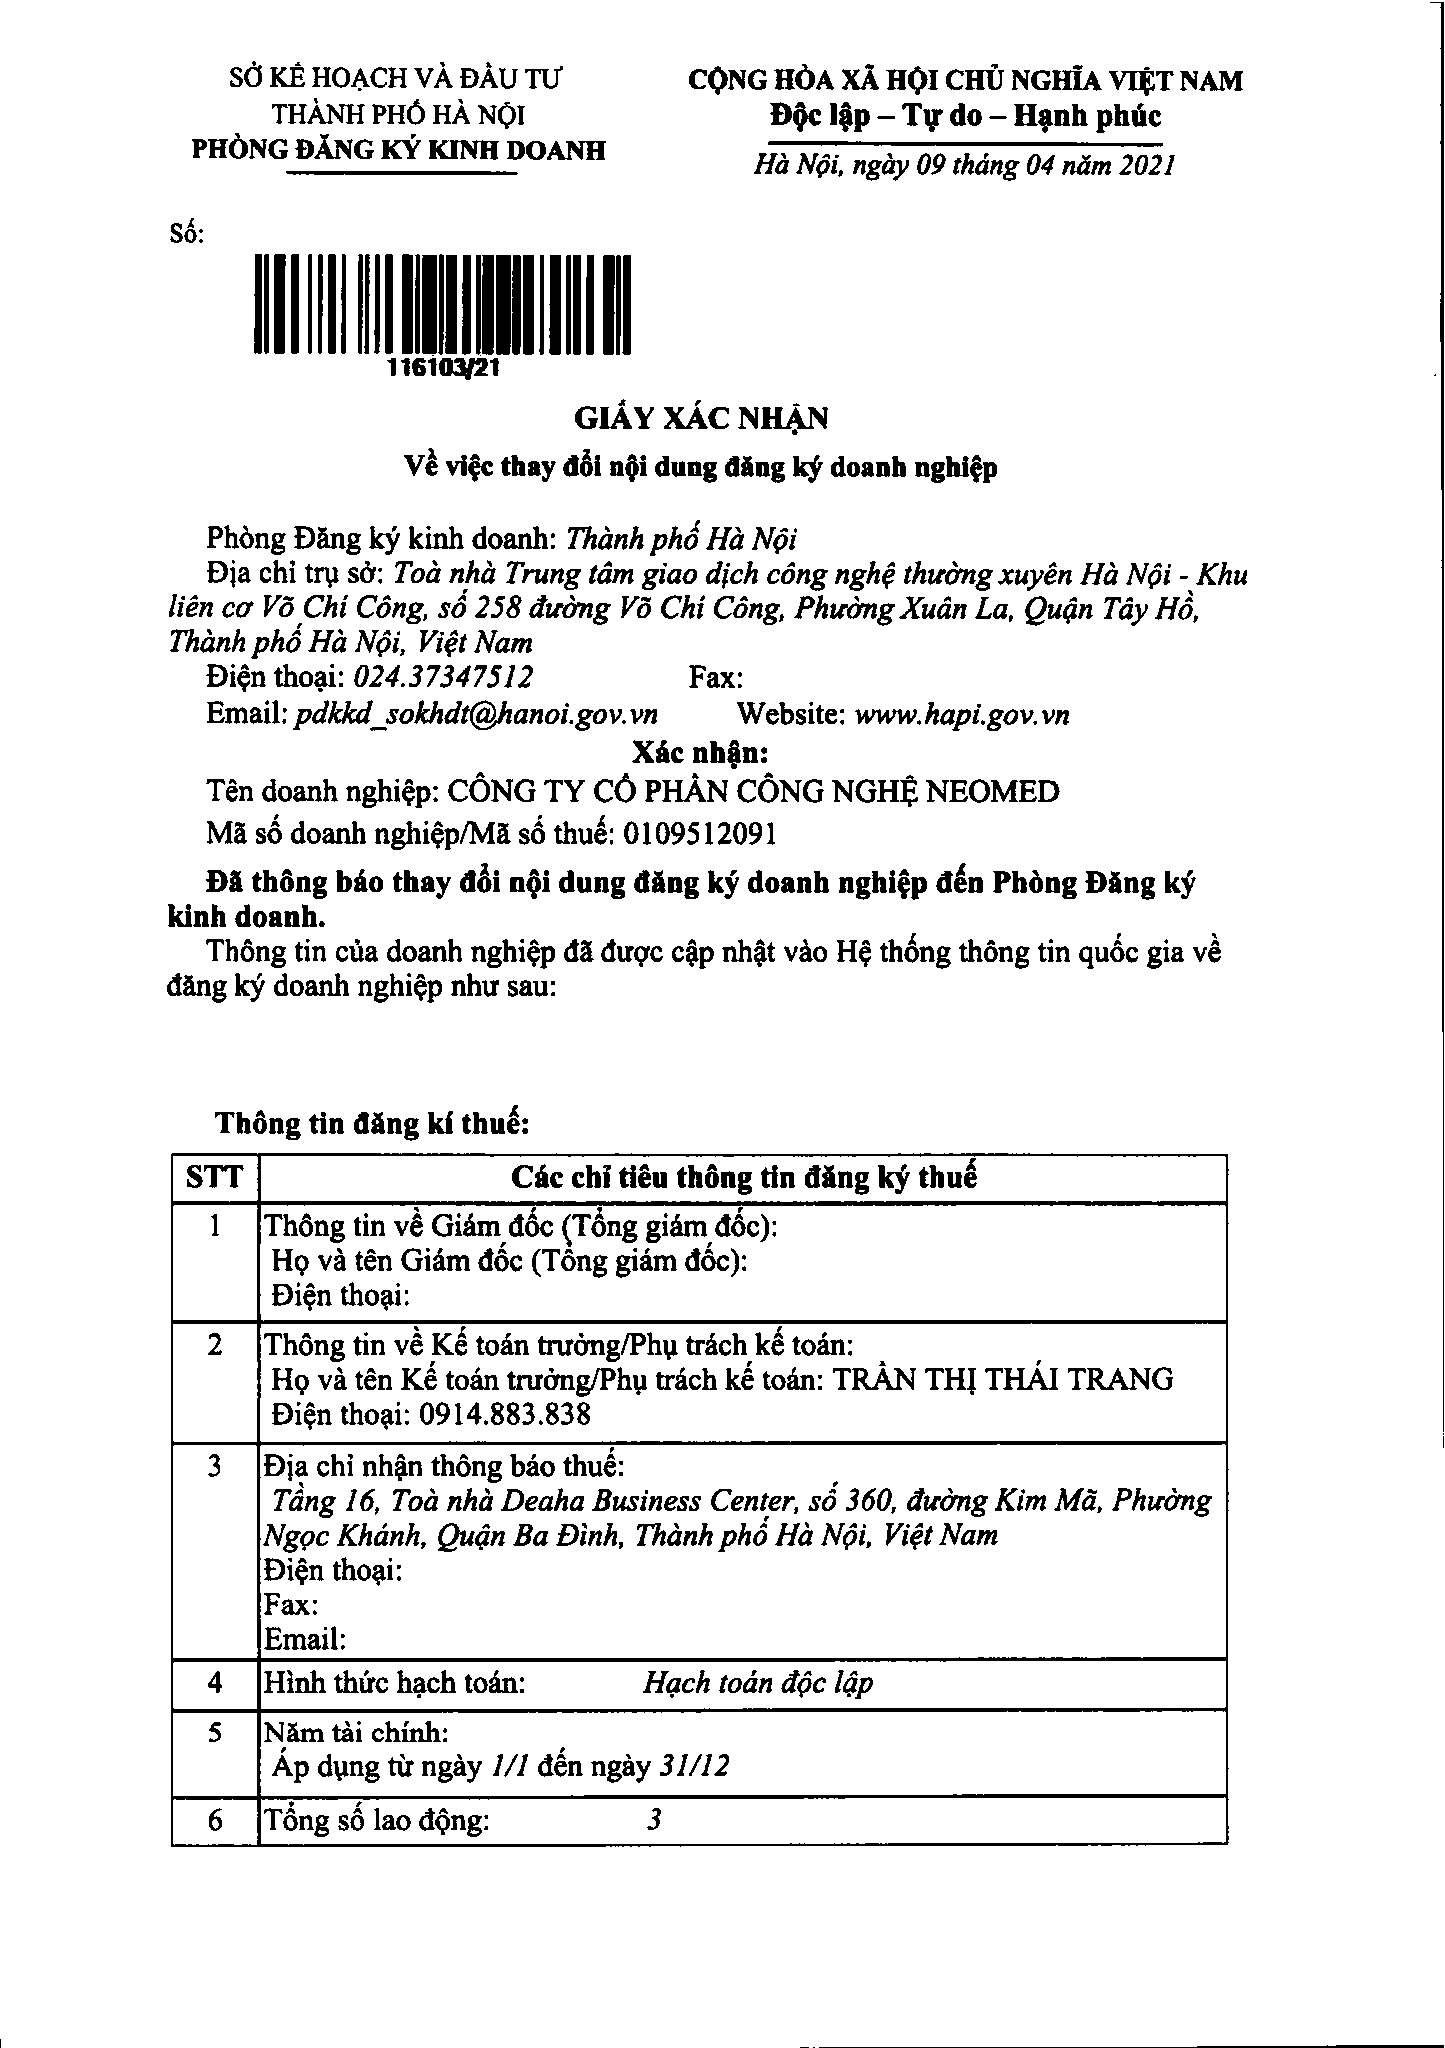 SỞ KẾ HOẠCH VÀ ĐẦU TƯ
THÀNH PHỐ HÀ NỘI
PHÒNG ĐĂNG KÝ KINH DOANH
CỘNG HÒA XÃ HỘI CHỦ NGHĨA VIỆT NAM
Độc lập – Tự do – Hạnh phúc
Hà Nội, ngày 09 tháng 04 năm 2021
Số:
116103/21
GIẤY XÁC NHẬN
Về việc thay đổi nội dung đăng ký doanh nghiệp
Phòng Đăng ký kinh doanh: Thành phố Hà Nội
Địa chỉ trụ sở: Toà nhà Trung tâm giao dịch công nghệ thường xuyên Hà Nội - Khu
liên cơ Võ Chí Công, số 258 đường Võ Chí Công, Phường Xuân La, Quận Tây Hồ,
Thành phố Hà Nội, Việt Nam
Điện thoại: 024.37347512 Fax:
Email: pdkkd_sokhdt@hanoi.gov.vn Website: www.hapi.gov.vn
Xác nhận:
Tên doanh nghiệp: CÔNG TY CỔ PHẦN CÔNG NGHỆ NEOMED
Mã số doanh nghiệp/Mã số thuế: 0109512091
Đã thông báo thay đổi nội dung đăng ký doanh nghiệp đến Phòng Đăng ký
kinh doanh.
Thông tin của doanh nghiệp đã được cập nhật vào Hệ thống thông tin quốc gia về
đăng ký doanh nghiệp như sau:
Thông tin đăng kí thuế:
STT Các chỉ tiêu thông tin đăng ký thuế
1 Thông tin về Giám đốc (Tổng giám đốc):
Họ và tên Giám đốc (Tổng giám đốc):
Điện thoại:
2 Thông tin về Kế toán trưởng/Phụ trách kế toán:
Họ và tên Kế toán trưởng/Phụ trách kế toán: TRẦN THỊ THÁI TRANG
Điện thoại: 0914.883.838
3 Địa chỉ nhận thông báo thuế:
Tầng 16, Toà nhà Deaha Business Center, số 360, đường Kim Mã, Phường
Ngọc Khánh, Quận Ba Đình, Thành phố Hà Nội, Việt Nam
Điện thoại:
Fax:
Email:
4 Hình thức hạch toán: Hạch toán độc lập
5 Năm tài chính:
Áp dụng từ ngày 1/1 đến ngày 31/12
6 Tổng số lao động: 3